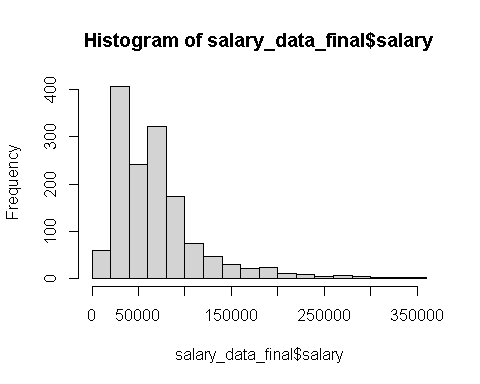 Histogram of salary_data_final$salary
Frequency
400
300
200
100
0
0 50000 150000 250000 350000
salary_data_final$salary